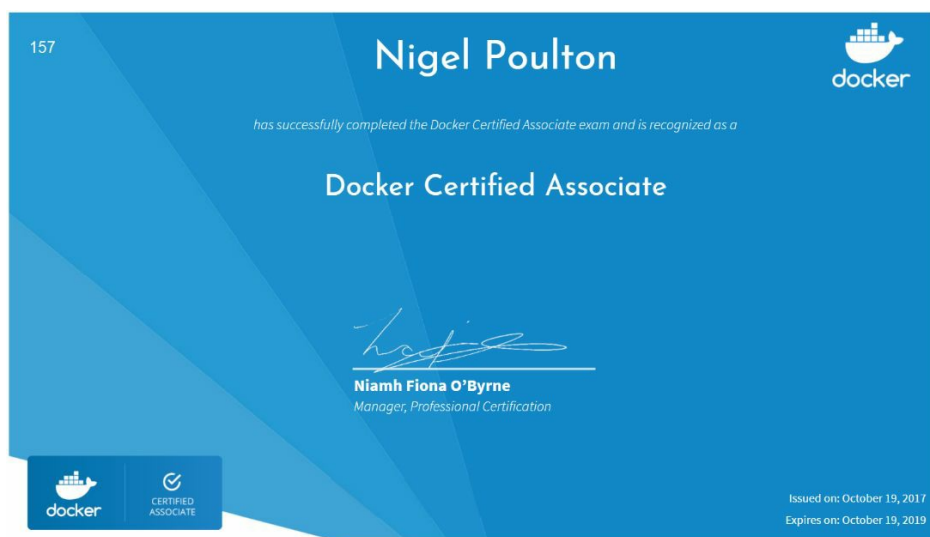 157
Nigel Poulton
docker
has successfully completed the Docker Certified Associate exam and is recognized as a
Docker Certified Associate
Niamh Fiona O'Byrne
Manager, Professional Certification
docker
CERTIFIED
ASSOCIATE
Issued on: October 19, 2017
Expires on: October 19, 2019